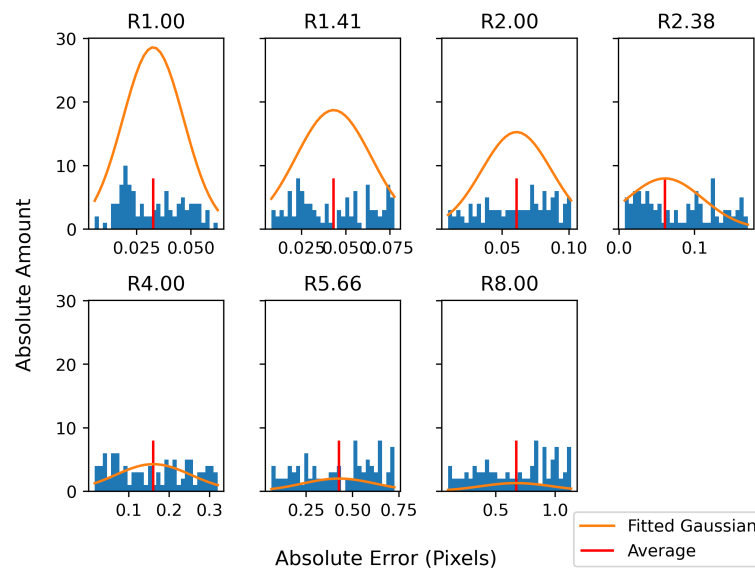 R1.00 R1.41 R2.00 R2.38
30
20
10
0
0.025 0.050 0.025 0.050 0.075 0.05 0.10 0.0 0.1
Absolute Amount
R4.00 R5.66 R8.00
30
20
10
0
0.1 0.2 0.3 0.25 0.50 0.75 0.5 1.0
Absolute Error (Pixels)
Fitted Gaussian
Average